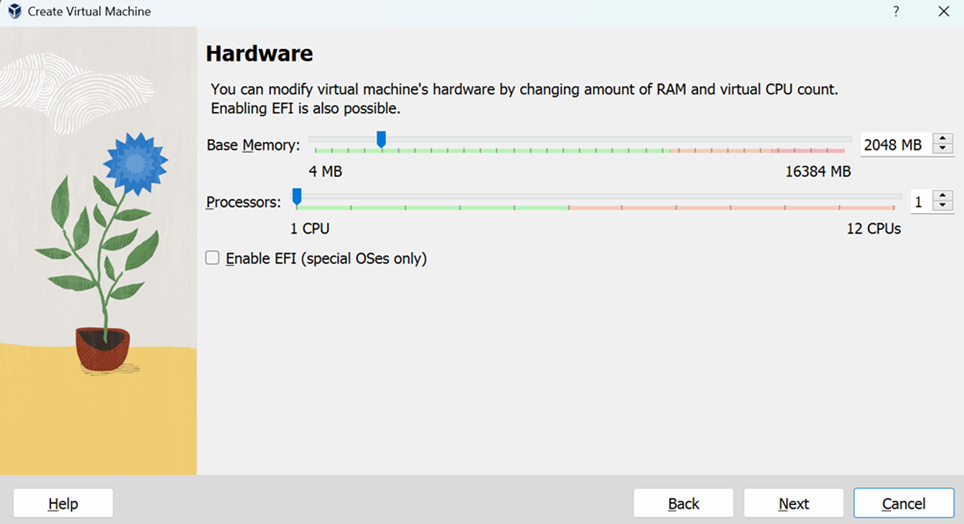 Create Virtual Machine
?
Hardware
You can modify virtual machine's hardware by changing amount of RAM and virtual CPU count.
Enabling EFI is also possible.
Base Memory:
2048 MB
4 MB
16384 MB
Processors:
1
1 CPU
12 CPUs
Enable EFI (special OSes only)
Help
Back
Next
Cancel